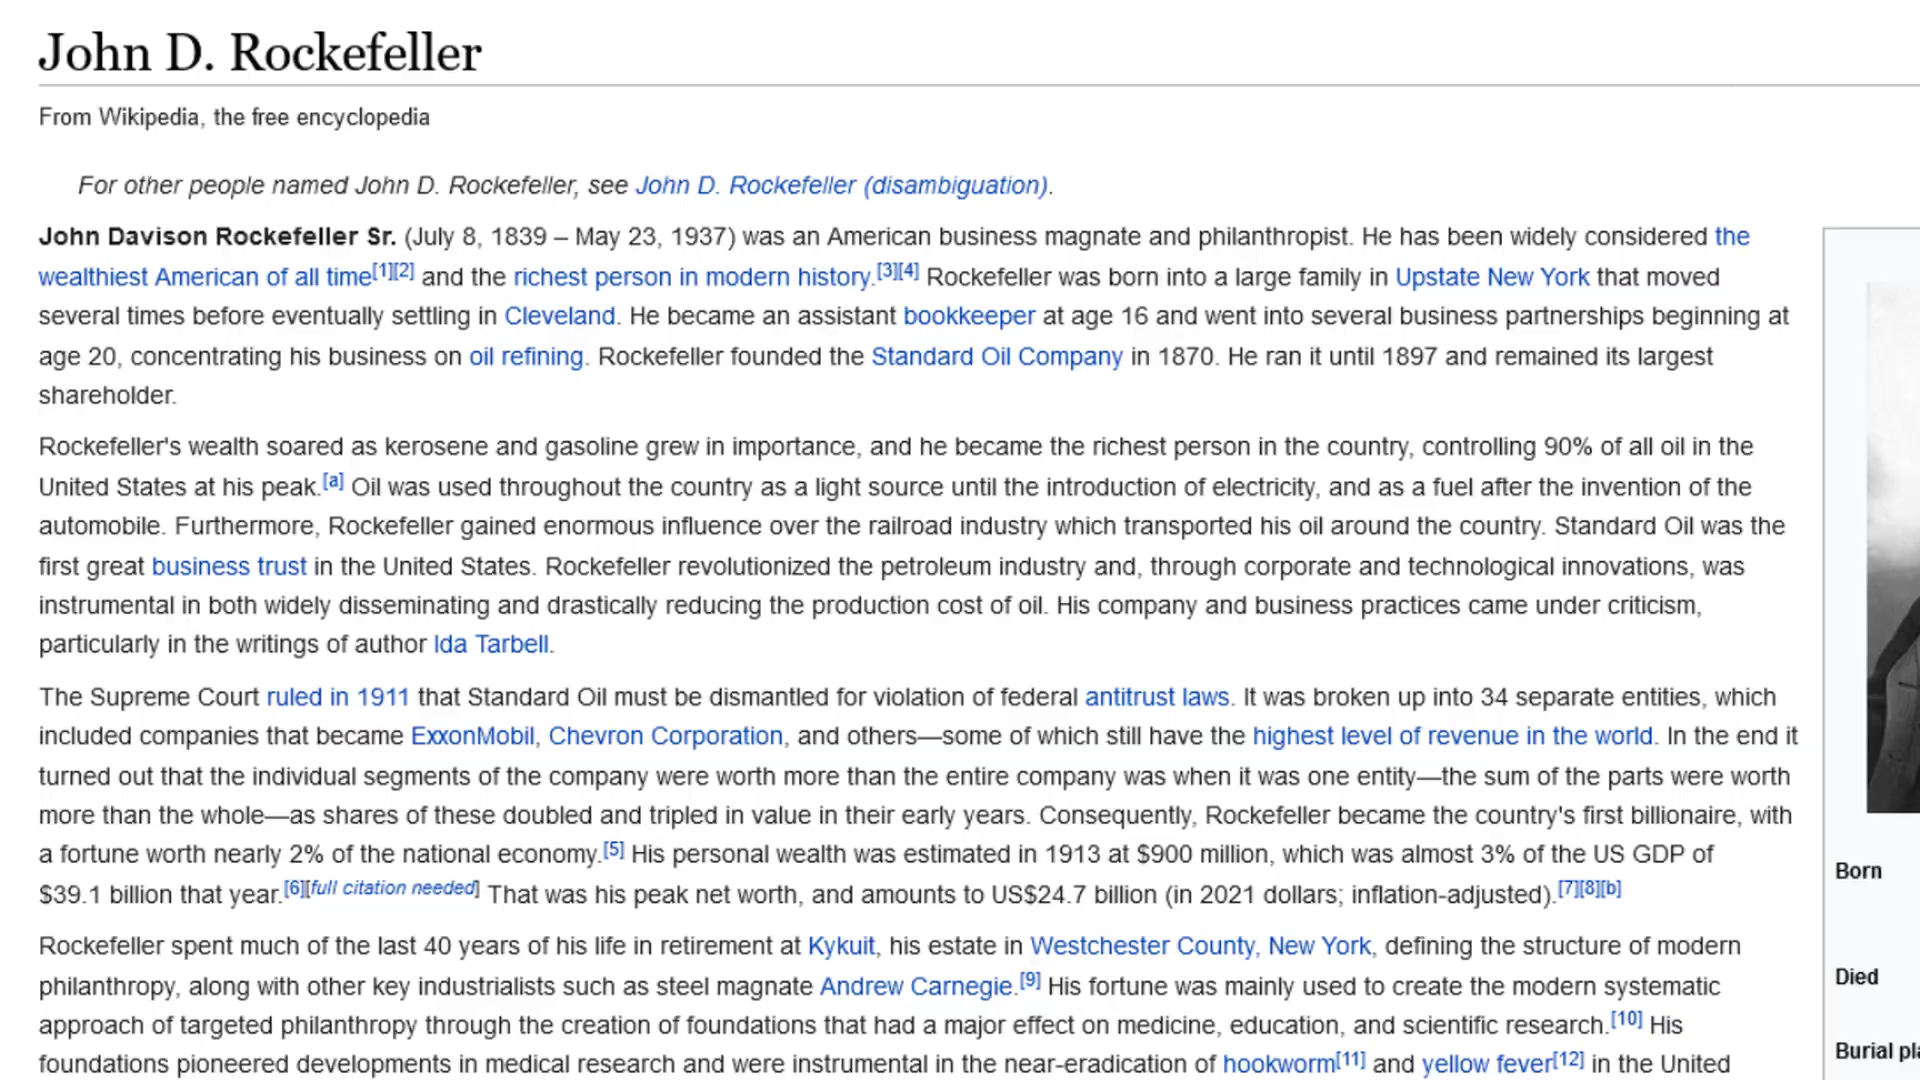 John D. Rockefeller
From Wikipedia, the free encyclopedia
For other people named John D. Rockefeller, see John D. Rockefeller (disambiguation).
John Davison Rockefeller Sr. (July 8, 1839 – May 23, 1937) was an American business magnate and philanthropist. He has been widely considered the
wealthiest American of all time[1][2] and the richest person in modern history.[3][4] Rockefeller was born into a large family in Upstate New York that moved
several times before eventually settling in Cleveland. He became an assistant bookkeeper at age 16 and went into several business partnerships beginning at
age 20, concentrating his business on oil refining. Rockefeller founded the Standard Oil Company in 1870. He ran it until 1897 and remained its largest
shareholder.
Rockefeller's wealth soared as kerosene and gasoline grew in importance, and he became the richest person in the country, controlling 90% of all oil in the
United States at his peak.[a] Oil was used throughout the country as a light source until the introduction of electricity, and as a fuel after the invention of the
automobile. Furthermore, Rockefeller gained enormous influence over the railroad industry which transported his oil around the country. Standard Oil was the
first great business trust in the United States. Rockefeller revolutionized the petroleum industry and, through corporate and technological innovations, was
instrumental in both widely disseminating and drastically reducing the production cost of oil. His company and business practices came under criticism,
particularly in the writings of author Ida Tarbell.
The Supreme Court ruled in 1911 that Standard Oil must be dismantled for violation of federal antitrust laws. It was broken up into 34 separate entities, which
included companies that became ExxonMobil, Chevron Corporation, and others—some of which still have the highest level of revenue in the world. In the end it
turned out that the individual segments of the company were worth more than the entire company was when it was one entity—the sum of the parts were worth
more than the whole—as shares of these doubled and tripled in value in their early years. Consequently, Rockefeller became the country's first billionaire, with
a fortune worth nearly 2% of the national economy.[5] His personal wealth was estimated in 1913 at $900 million, which was almost 3% of the US GDP of
$39.1 billion that year.[6][full citation needed] That was his peak net worth, and amounts to US$24.7 billion (in 2021 dollars; inflation-adjusted).[7][8][b]
Rockefeller spent much of the last 40 years of his life in retirement at Kykuit, his estate in Westchester County, New York, defining the structure of modern
philanthropy, along with other key industrialists such as steel magnate Andrew Carnegie.[9] His fortune was mainly used to create the modern systematic
approach of targeted philanthropy through the creation of foundations that had a major effect on medicine, education, and scientific research.[10] His
foundations pioneered developments in medical research and were instrumental in the near-eradication of hookworm[11] and yellow fever[12] in the United
Born
Died
Burial